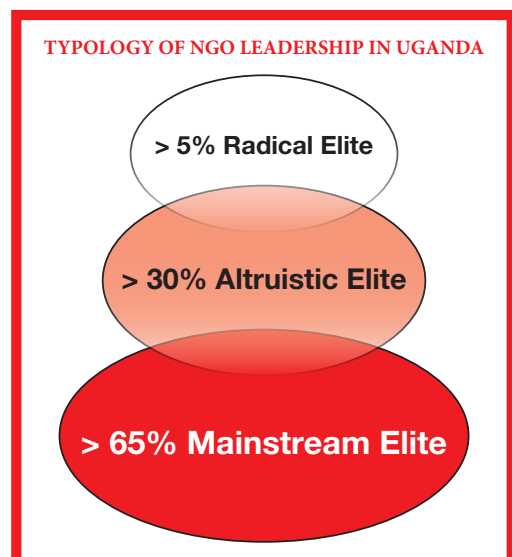 TYPOLOGY OF NGO LEADERSHIP IN UGANDA
> 5% Radical Elite
> 30% Altruistic Elite
> 65% Mainstream Elite